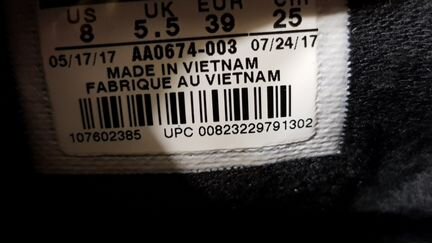 US UK EUR CM
8 5.5 39 25
05/17/17 AA0674-003 07/24/17
MADE IN VIETNAM
FABRIQUE AU VIETNAM
107602385 UPC 00823229791302